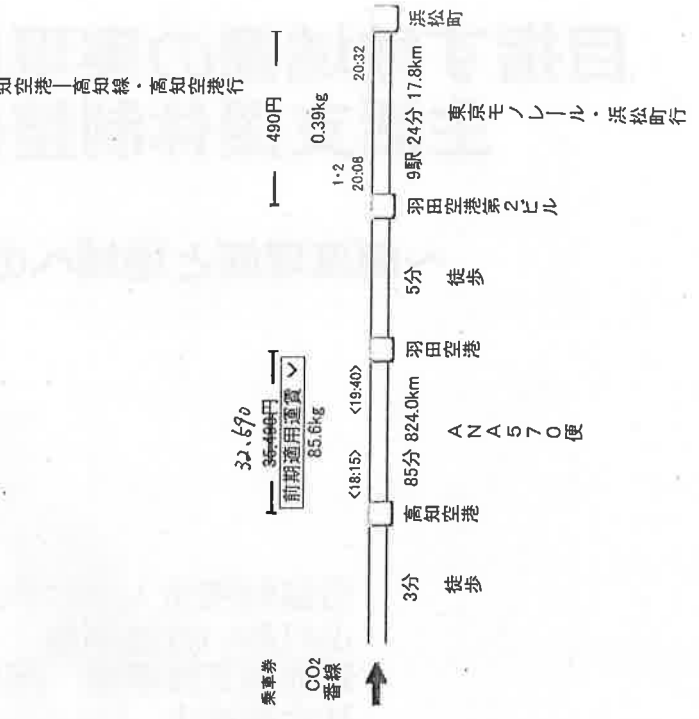 知空港―高知線・高知空港行
乗車券
CO2
番線
32,690
35,490円
前期適用運賃
85.6kg
490円
0.39kg
<18:15>
<19:40>
1・2
20:08
20:32
3分 徒歩
高知空港
85分 824.0km
ANA570便
羽田空港
5分 徒歩
羽田空港第2ビル
9駅 24分 17.8km
東京モノレール・浜松町行
浜松町